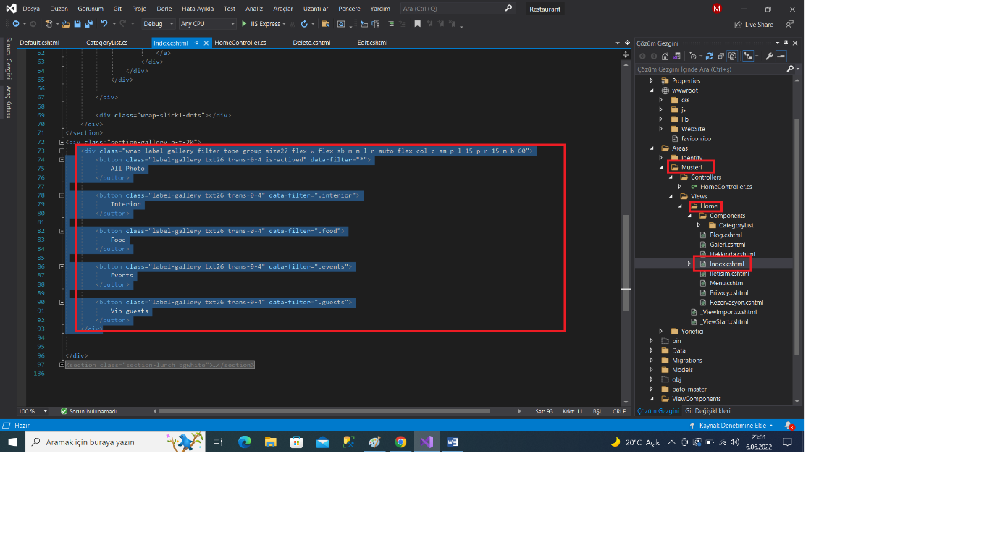 Dosya Düzen Görünüm Git Proje Derle Hata Ayıkla Test Analiz Araçlar Uzantılar Pencere Yardım Ara (Ctrl+Q) Restaurant M
Debug Any CPU IIS Express Live Share
Sunucu Gezgini
Araç Kutusu
Default.cshtml CategoryList.cs Index.cshtml HomeController.cs Delete.cshtml Edit.cshtml
62 </a>
63 </div>
64 </div>
65 </div>
66
67 </div>
68
69 <div class="wrap-slick1-dots"></div>
70 </div>
71 </section>
72 <div class="section-gallery p-t-20">
73 <div class="wrap-label-gallery filter-tope-group size27 flex-w flex-sb-m m-l-r-auto flex-col-c-sm p-l-15 p-r-15 m-b-60">
74 <button class="label-gallery txt26 trans-0-4 is-actived" data-filter="*">
75 All Photo
76 </button>
77
78 <button class="label-gallery txt26 trans-0-4" data-filter=".interior">
79 Interior
80 </button>
81
82 <button class="label-gallery txt26 trans-0-4" data-filter=".food">
83 Food
84 </button>
85
86 <button class="label-gallery txt26 trans-0-4" data-filter=".events">
87 Events
88 </button>
89
90 <button class="label-gallery txt26 trans-0-4" data-filter=".guests">
91 Vip guests
92 </button>
93 </div>
94
95
96 </div>
97 <section class="section-lunch bgwhite">…</section>
136
100 % Sorun bulunamadı Sat: 93 Krkt: 11 BŞL CRLF
Çözüm Gezgini
Çözüm Gezgini İçinde Ara (Ctrl+ş)
Properties
wwwroot
css
js
lib
WebSite
favicon.ico
Areas
Identity
Musteri
Controllers
C# HomeController.cs
Views
Home
Components
CategoryList
Blog.cshtml
Galeri.cshtml
Hakkında.cshtml
Index.cshtml
Iletisim.cshtml
Menu.cshtml
Privacy.cshtml
Rezervasyon.cshtml
_ViewImports.cshtml
_ViewStart.cshtml
Yonetici
bin
Data
Migrations
Models
obj
pato-master
ViewComponents
Çözüm Gezgini Git Değişiklikleri
Hazır Kaynak Denetimine Ekle 3
Aramak için buraya yazın 20°C Açık 23:01
6.06.2022